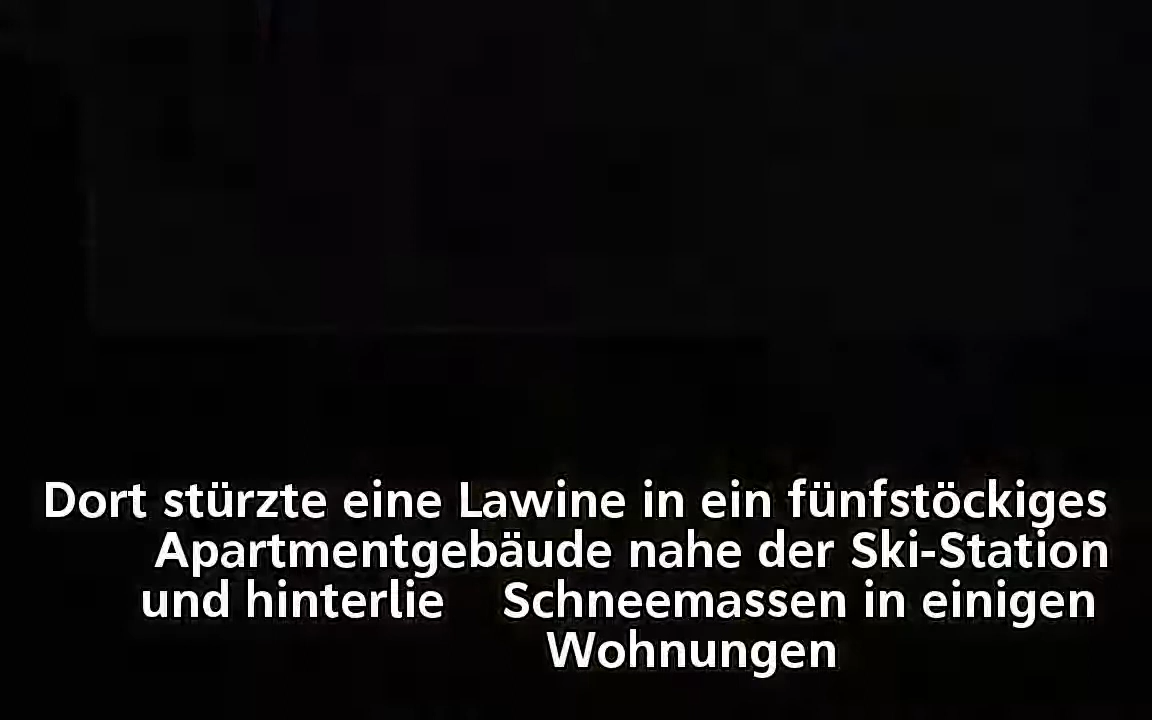 Dort stürzte eine Lawine in ein fünfstöckiges
Apartmentgebäude nahe der Ski-Station
und hinterlie Schneemassen in einigen
Wohnungen